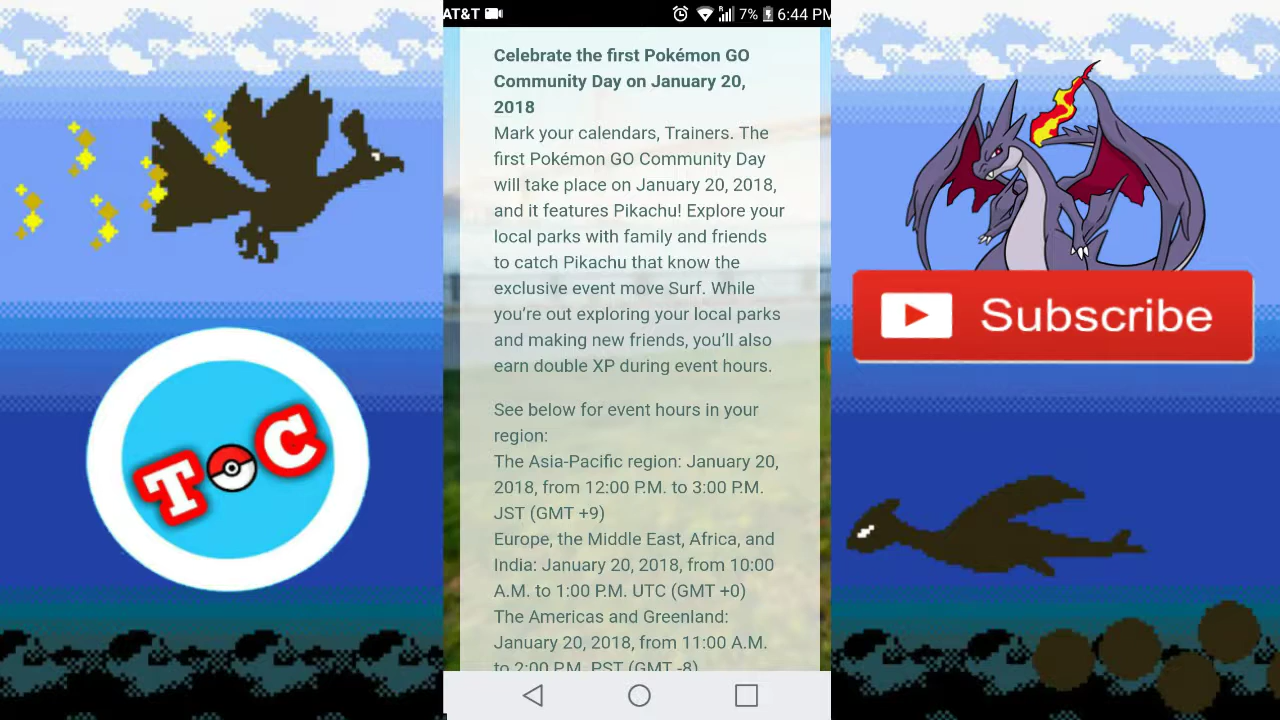 AT&T
7% 6:44 PM
Celebrate the first Pokémon GO
Community Day on January 20,
2018
Mark your calendars, Trainers. The
first Pokémon GO Community Day
will take place on January 20, 2018,
and it features Pikachu! Explore your
local parks with family and friends
to catch Pikachu that know the
exclusive event move Surf. While
you're out exploring your local parks
and making new friends, you'll also
earn double XP during event hours.
See below for event hours in your
region:
The Asia-Pacific region: January 20,
2018, from 12:00 P.M. to 3:00 P.M.
JST (GMT +9)
Europe, the Middle East, Africa, and
India: January 20, 2018, from 10:00
A.M. to 1:00 P.M. UTC (GMT +0)
The Americas and Greenland:
January 20, 2018, from 11:00 A.M.
to 2:00 P.M. PST (GMT -8)
Subscribe
T C